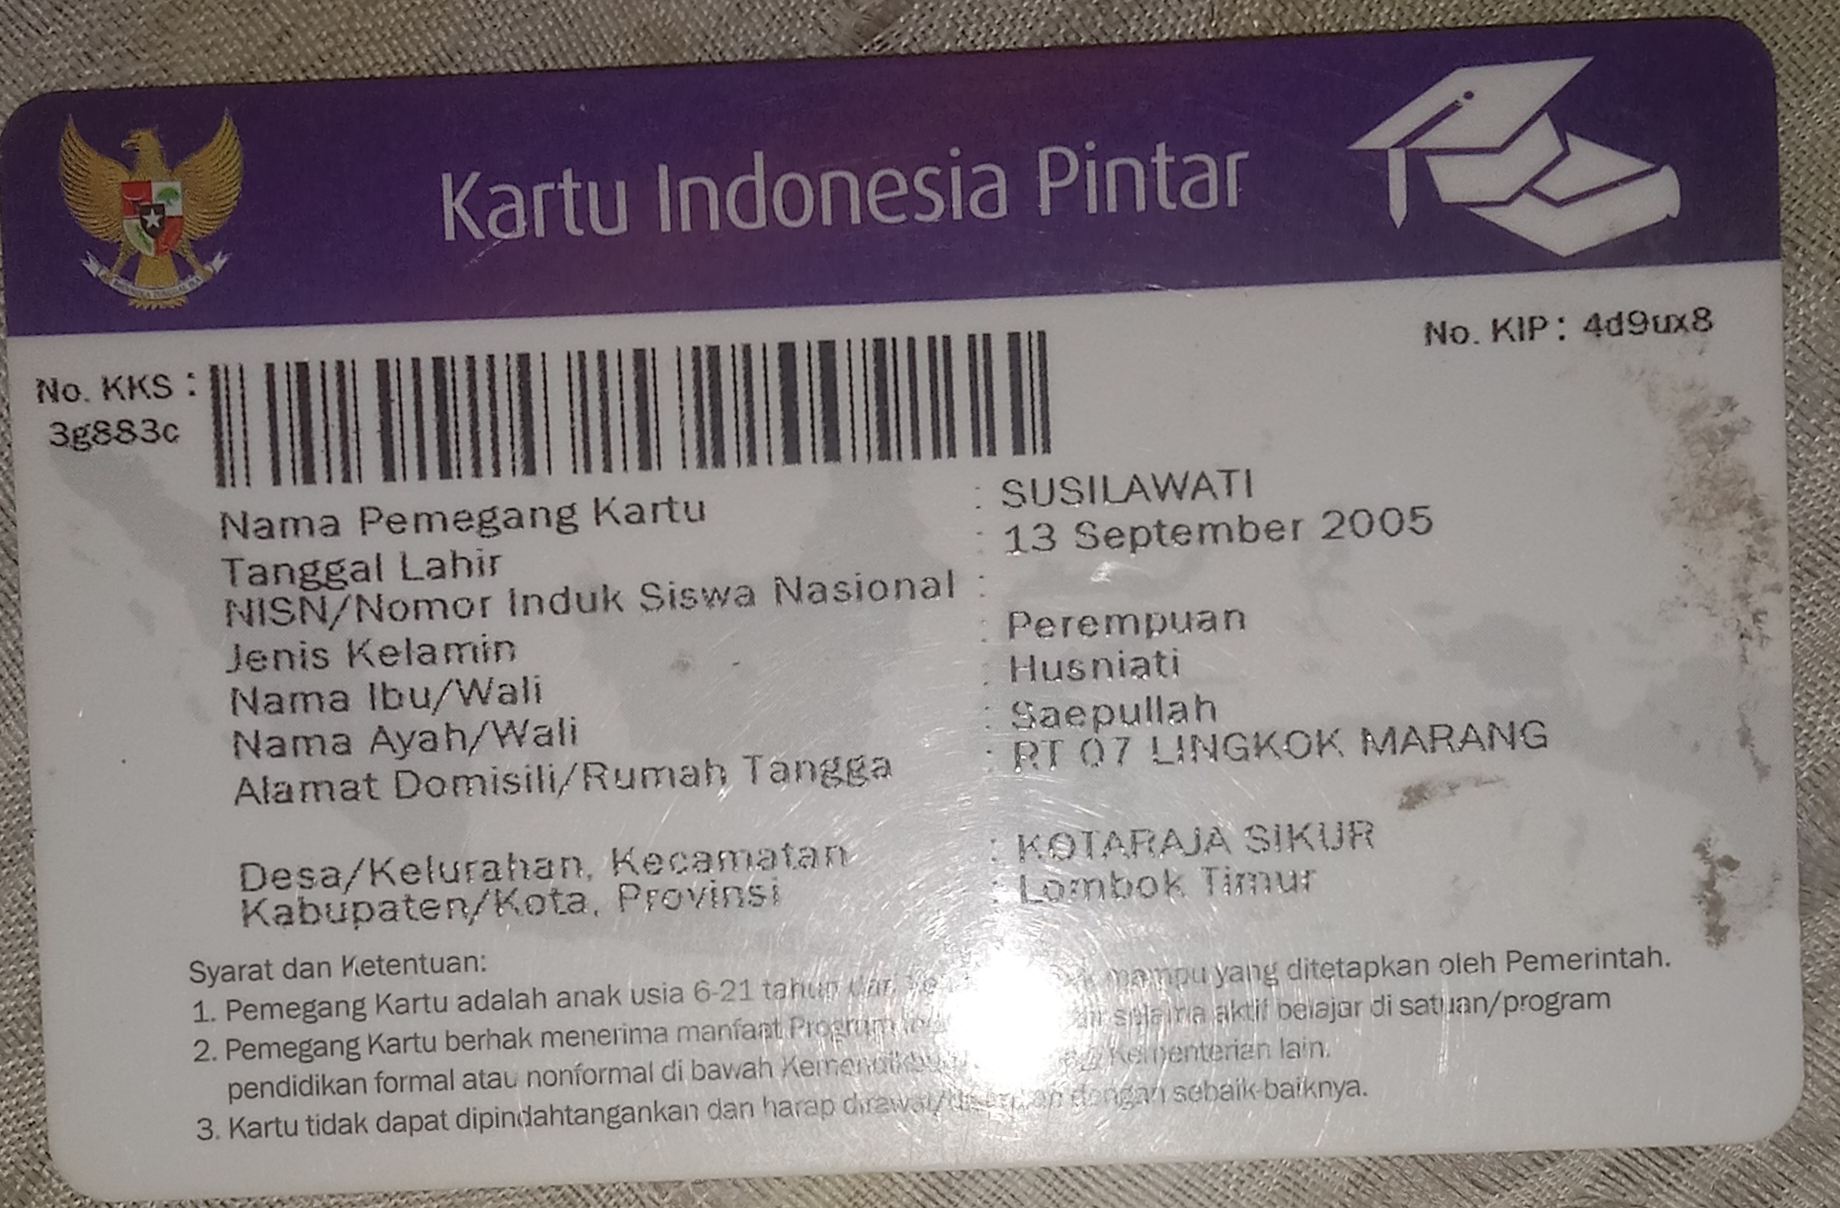 Kartu Indonesia Pintar
No. KIP : 4d9ux8
No. KKS :
3g883c
Nama Pemegang Kartu : SUSILAWATI
Tanggal Lahir : 13 September 2005
NISN/Nomor Induk Siswa Nasional :
Jenis Kelamin : Perempuan
Nama Ibu/Wali : Husniati
Nama Ayah/Wali : Saepullah
Alamat Domisili/Rumah Tangga : RT 07 LINGKOK MARANG
Desa/Kelurahan, Kecamatan : KOTARAJA SIKUR
Kabupaten/Kota, Provinsi : Lombok Timur
Syarat dan Ketentuan:
1. Pemegang Kartu adalah anak usia 6-21 tahun dari mampu yang ditetapkan oleh Pemerintah.
2. Pemegang Kartu berhak menerima manfaat Program selama aktif belajar di satuan/program
pendidikan formal atau nonformal di bawah Kementerian lain.
3. Kartu tidak dapat dipindahtangankan dan harap dirawat/disimpan dengan sebaik-baiknya.